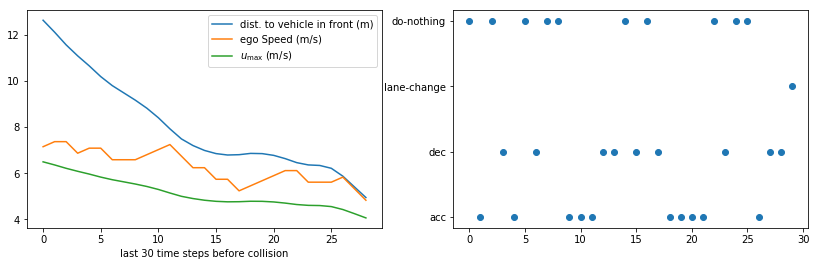 12
10
8
6
4
dist. to vehicle in front (m)
ego Speed (m/s)
u_max (m/s)
0 5 10 15 20 25
last 30 time steps before collision
do-nothing
lane-change
dec
acc
0 5 10 15 20 25 30